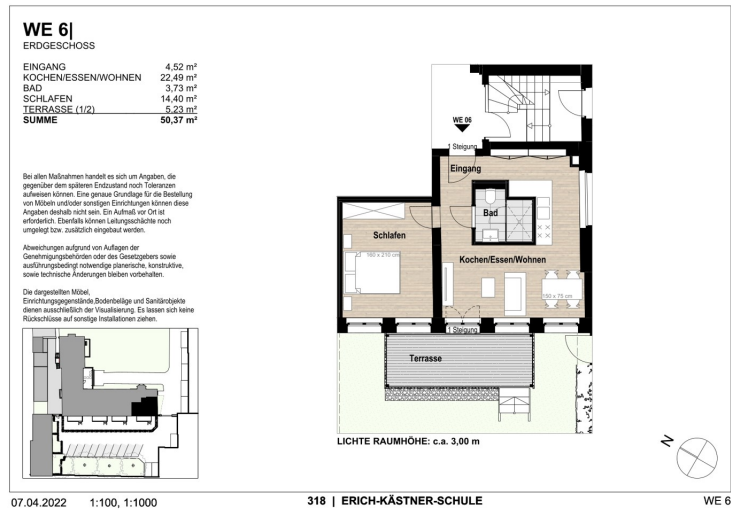 WE 6|
ERDGESCHOSS
EINGANG 4,52 m²
KOCHEN/ESSEN/WOHNEN 22,49 m²
BAD 3,73 m²
SCHLAFEN 14,40 m²
TERRASSE (1/2) 5,23 m²
SUMME 50,37 m²
Bei allen Maßnahmen handelt es sich um Angaben, die
gegenüber dem späteren Endzustand noch Toleranzen
aufweisen können. Eine genaue Grundlage für die Bestellung
von Möbeln und/oder sonstigen Einrichtungen können diese
Angaben deshalb nicht sein. Ein Aufmaß vor Ort ist
erforderlich. Ebenfalls können Leitungsschächte noch
umgelegt bzw. zusätzlich eingebaut werden.
Abweichungen aufgrund von Auflagen der
Genehmigungsbehörden oder des Gesetzgebers sowie
ausführungsbedingt notwendige planerische, konstruktive,
sowie technische Änderungen bleiben vorbehalten.
Die dargestellten Möbel,
Einrichtungsgegenstände,Bodenbeläge und Sanitärobjekte
dienen ausschließlich der Visualisierung. Es lassen sich keine
Rückschlüsse auf sonstige Installationen ziehen.
WE 06
1 Steigung
Eingang
Bad
Schlafen
160 x 210 cm
Kochen/Essen/Wohnen
150 x 75 cm
1 Steigung
Terrasse
LICHTE RAUMHÖHE: c.a. 3,00 m
N
07.04.2022 1:100, 1:1000
318 | ERICH-KÄSTNER-SCHULE
WE 6